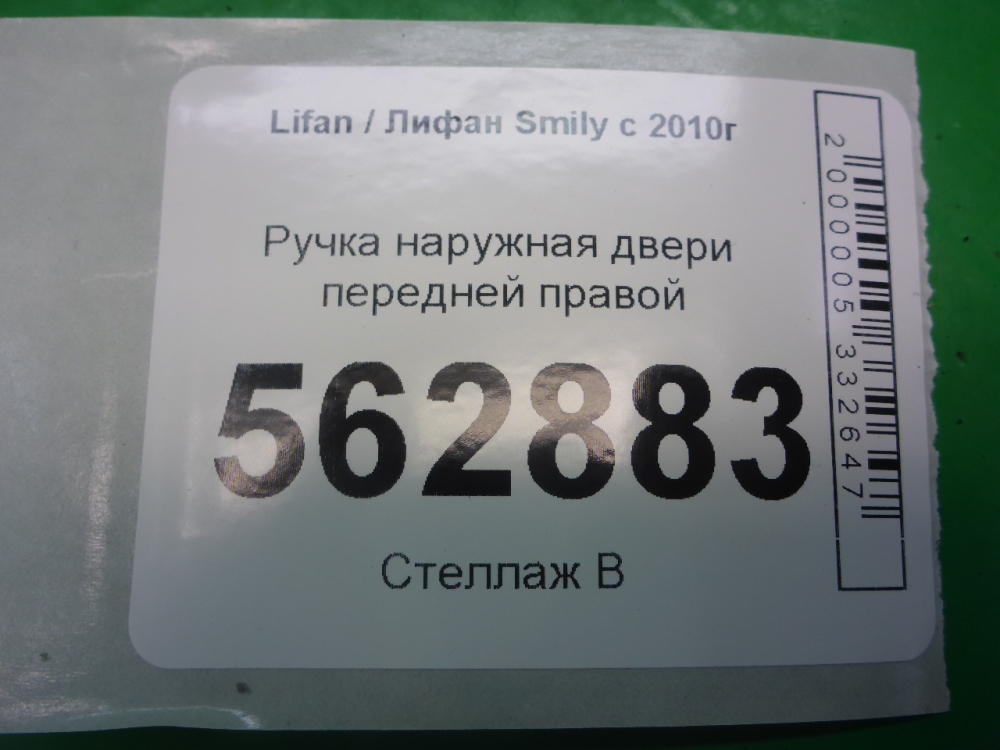 Lifan / Лифан Smily с 2010г
Ручка наружная двери
передней правой
562883
Стеллаж В
2000005332647